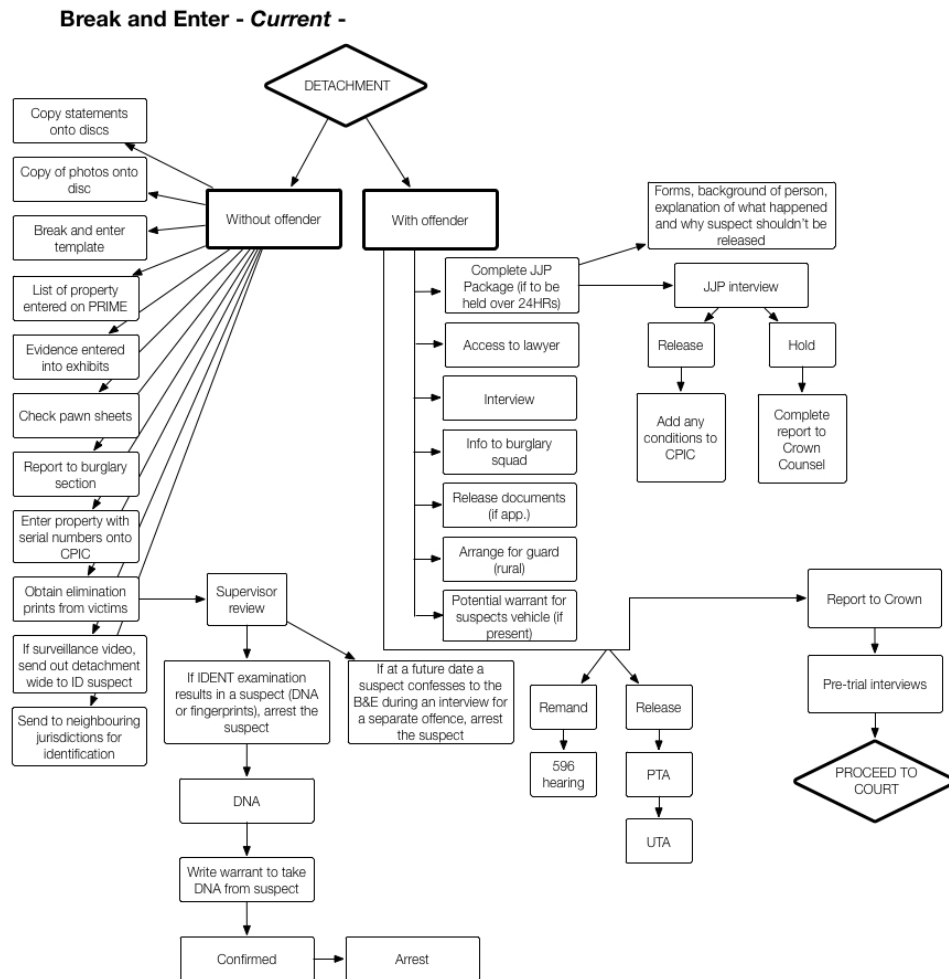 Break and Enter - Current -
DETACHMENT
Copy statements
onto discs
Copy of photos onto
disc
Break and enter
template
List of property
entered on PRIME
Evidence entered
into exhibits
Check pawn sheets
Report to burglary
section
Enter property with
serial numbers onto
CPIC
Obtain elimination
prints from victims
If surveillance video,
send out detachment
wide to ID suspect
Send to neighbouring
jurisdictions for
identification
Without offender
With offender
Forms, background of person,
explanation of what happened
and why suspect shouldn't be
released
Complete JJP
Package (if to be
held over 24HRs)
JJP interview
Release
Hold
Add any
conditions to
CPIC
Complete
report to
Crown
Counsel
Access to lawyer
Interview
Info to burglary
squad
Release documents
(if app.)
Arrange for guard
(rural)
Potential warrant for
suspects vehicle (if
present)
Supervisor
review
If IDENT examination
results in a suspect (DNA
or fingerprints), arrest the
suspect
If at a future date a
suspect confesses to the
B&E during an interview for
a separate offence, arrest
the suspect
DNA
Write warrant to take
DNA from suspect
Confirmed
Arrest
Remand
Release
596
hearing
PTA
UTA
Report to Crown
Pre-trial interviews
PROCEED TO
COURT